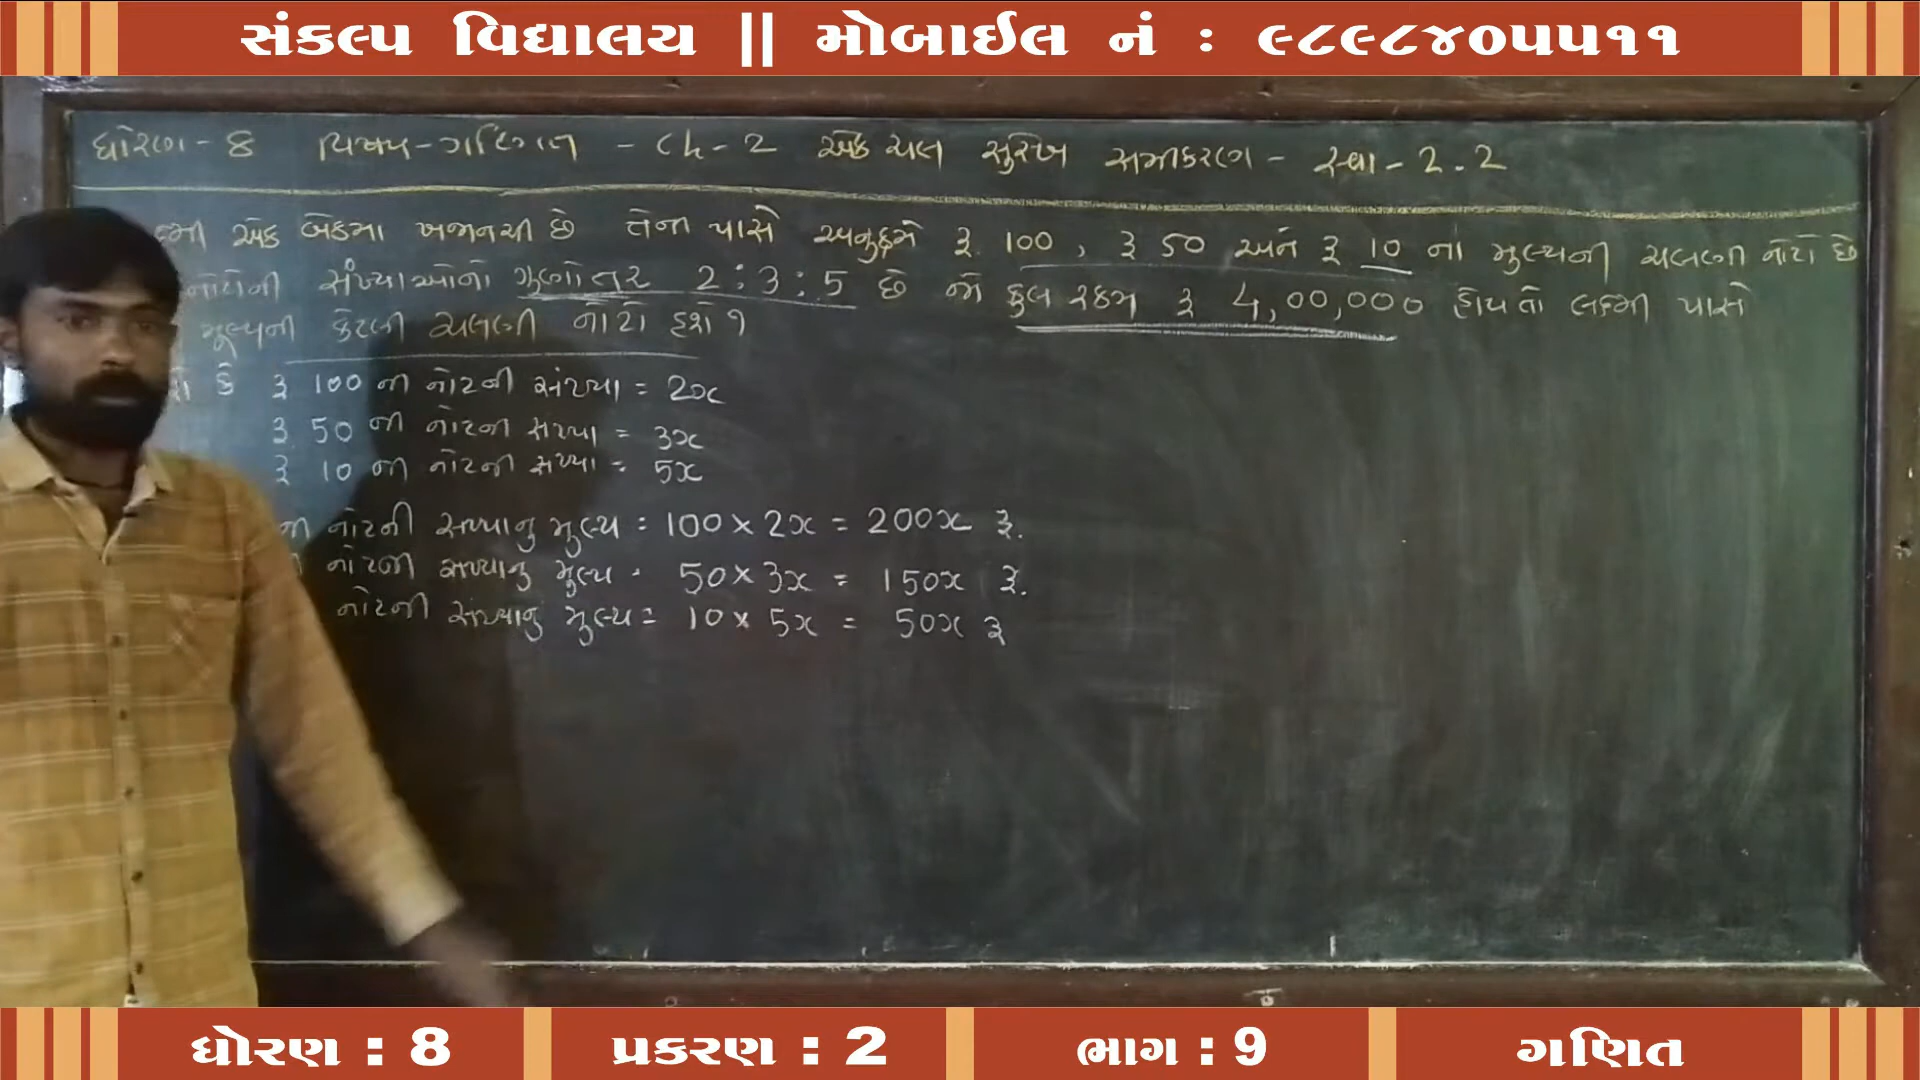 સંકલ્પ વિદ્યાલય || મોબાઈલ નં : ૯૮૯૮૪૦૫૫૧૧
ધોરણ - 8 વિષય - ગણિત - Ch - 2 એક ચલ સુરેખ સમીકરણ - સ્વા - 2.2
એક બેંકમા ખજાનચી છે તેની પાસે અનુક્રમે રૂ. 100 , રૂ 50 અને રૂ 10 ના મુલ્યની ચલણી નોટો છે
નોટોની સંખ્યાઓનો ગુણોત્તર 2 : 3 : 5 છે જો કુલ રકમ રૂ 4,00,000 હોય તો લક્ષ્મી પાસે
મૂલ્યની કેટલી ચલણી નોટો હશે ?
કે રૂ 100 ની નોટની સંખ્યા = 2x
રૂ. 50 ની નોટની સંખ્યા = 3x
રૂ 10 ની નોટની સંખ્યા = 5x
ની નોટની સંખ્યાનુ મુલ્ય = 100 × 2x = 200x રૂ.
નોટની સંખ્યાનુ મુલ્ય = 50 × 3x = 150x રૂ.
નોટની સંખ્યાનુ મુલ્ય = 10 × 5x = 50x રૂ
ધોરણ : 8 પ્રકરણ : 2 ભાગ : 9 ગણિત